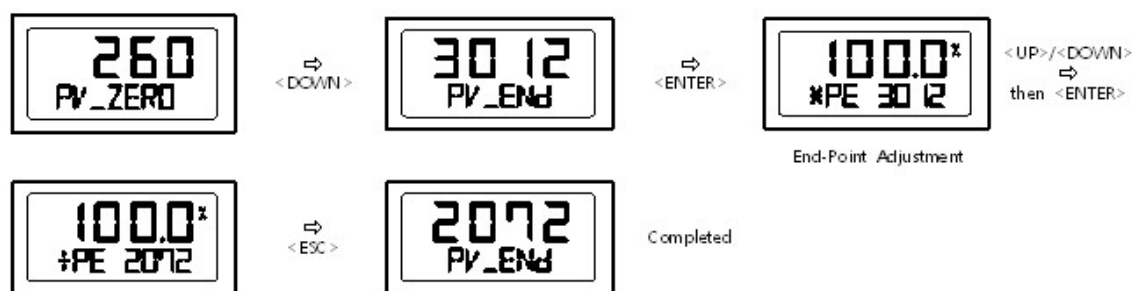 260
PV_ZERO
⇨
<DOWN>
3012
PV_ENd
⇨
<ENTER>
100.0%
*PE 3012
End-Point Adjustment
<UP>/<DOWN>
⇨
then <ENTER>
100.0%
+PE 2072
⇨
<ESC>
2072
PV_ENd
Completed